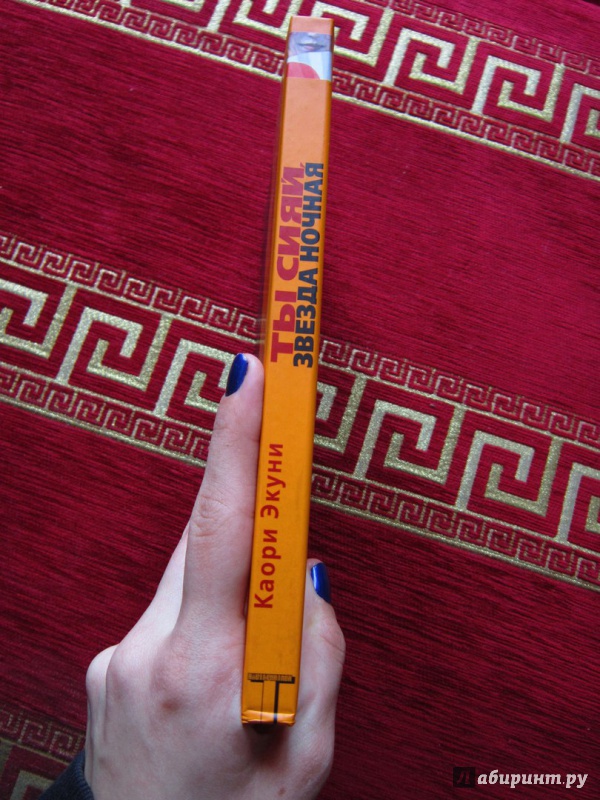 Каори Экуни
ТЫ СИЯЙ,
ЗВЕЗДА НОЧНАЯ
Лабиринт.ру